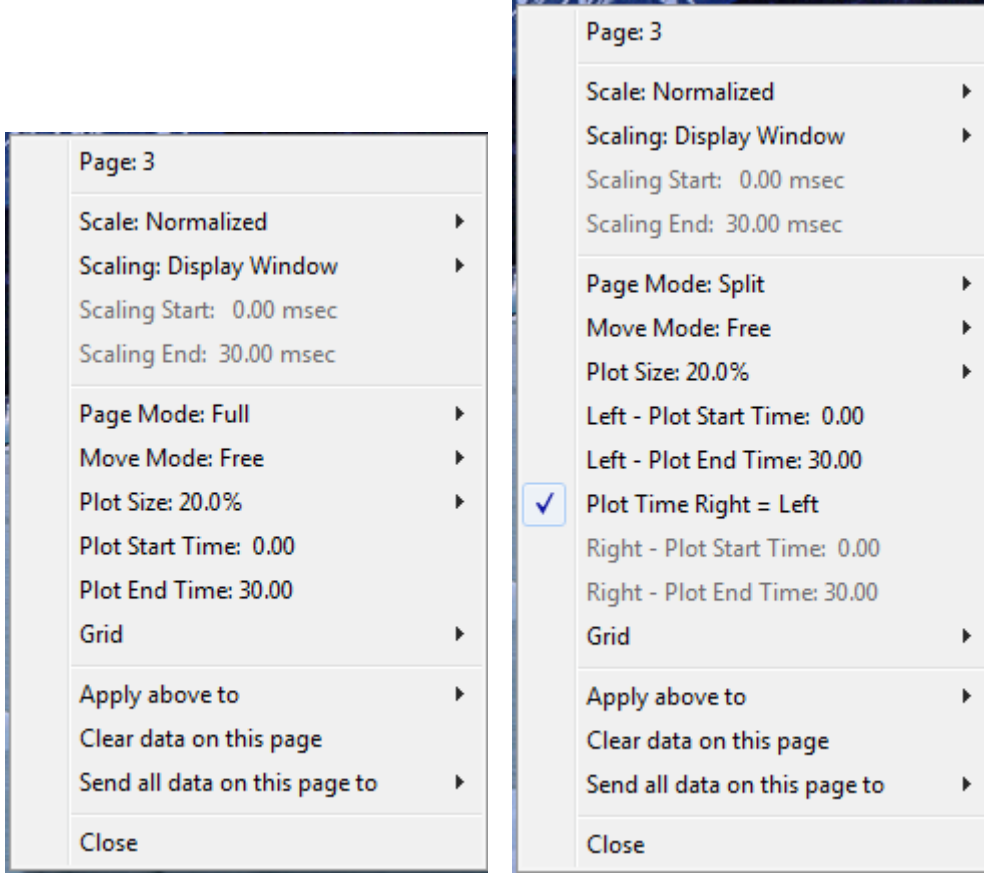 Page: 3
Scale: Normalized
Scaling: Display Window
Scaling Start:   0.00 msec
Scaling End:  30.00 msec
Page Mode: Full
Move Mode: Free
Plot Size: 20.0%
Plot Start Time:  0.00
Plot End Time: 30.00
Grid
Apply above to
Clear data on this page
Send all data on this page to
Close
Page: 3
Scale: Normalized
Scaling: Display Window
Scaling Start:   0.00 msec
Scaling End:  30.00 msec
Page Mode: Split
Move Mode: Free
Plot Size: 20.0%
Left - Plot Start Time:  0.00
Left - Plot End Time: 30.00
Plot Time Right = Left
Right - Plot Start Time:  0.00
Right - Plot End Time: 30.00
Grid
Apply above to
Clear data on this page
Send all data on this page to
Close